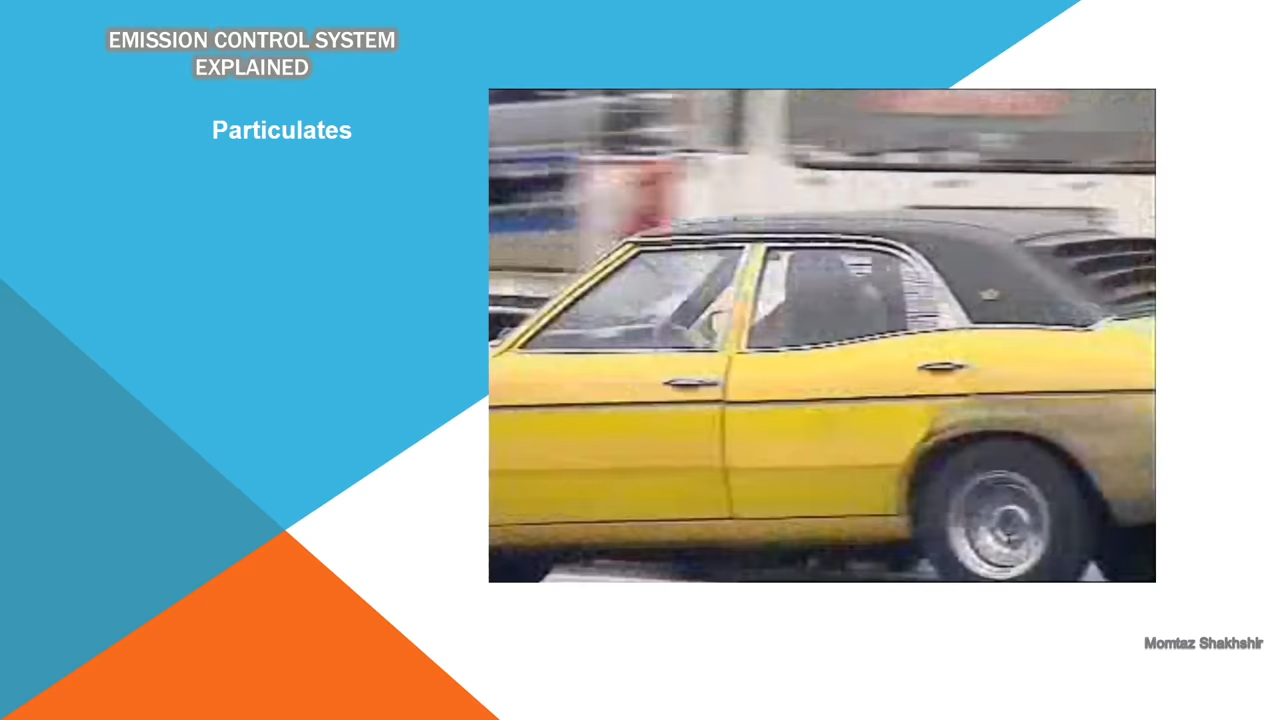 EMISSION CONTROL SYSTEM
EXPLAINED
Particulates
Momtaz Shakhshir